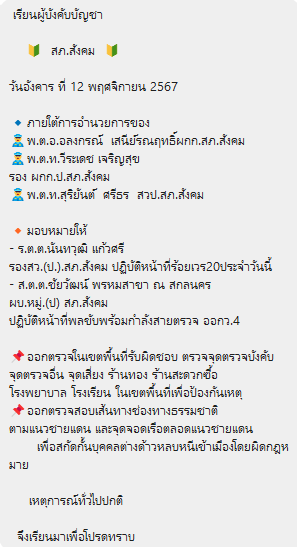 เรียนผู้บังคับบัญชา
🔰 สภ.สังคม 🔰
วันอังคาร ที่ 12 พฤศจิกายน 2567
🔹ภายใต้การอำนวยการของ
👮พ.ต.อ.อลงกรณ์ เสนีย์รณฤทธิ์ผกก.สภ.สังคม
👮พ.ต.ท.วีระเดช เจริญสุข
รอง ผกก.ป.สภ.สังคม
👮พ.ต.ท.สุริยันต์ ศรีธร สวป.สภ.สังคม
🔸มอบหมายให้
- ร.ต.ต.นันทวุฒิ แก้วศรี
รองสว.(ป.).สภ.สังคม ปฏิบัติหน้าที่ร้อยเวร20ประจำวันนี้
- ส.ต.ต.ชัยวัฒน์ พรหมสาขา ณ สกลนคร
ผบ.หมู่.(ป) สภ.สังคม
ปฏิบัติหน้าที่พลขับพร้อมกำลังสายตรวจ ออกว.4
📌ออกตรวจในเขตพื้นที่รับผิดชอบ ตรวจจุดตรวจบังคับ
จุดตรวจอื่น จุดเสี่ยง ร้านทอง ร้านสะดวกซื้อ
โรงพยาบาล โรงเรียน ในเขตพื้นที่เพื่อป้องกันเหตุ
📌ออกตรวจสอบเส้นทางช่องทางธรรมชาติ
ตามแนวชายแดน และจุดจอดเรือตลอดแนวชายแดน
เพื่อสกัดกั้นบุคคลต่างด้าวหลบหนีเข้าเมืองโดยผิดกฎห
มาย
เหตุการณ์ทั่วไปปกติ
จึงเรียนมาเพื่อโปรดทราบ